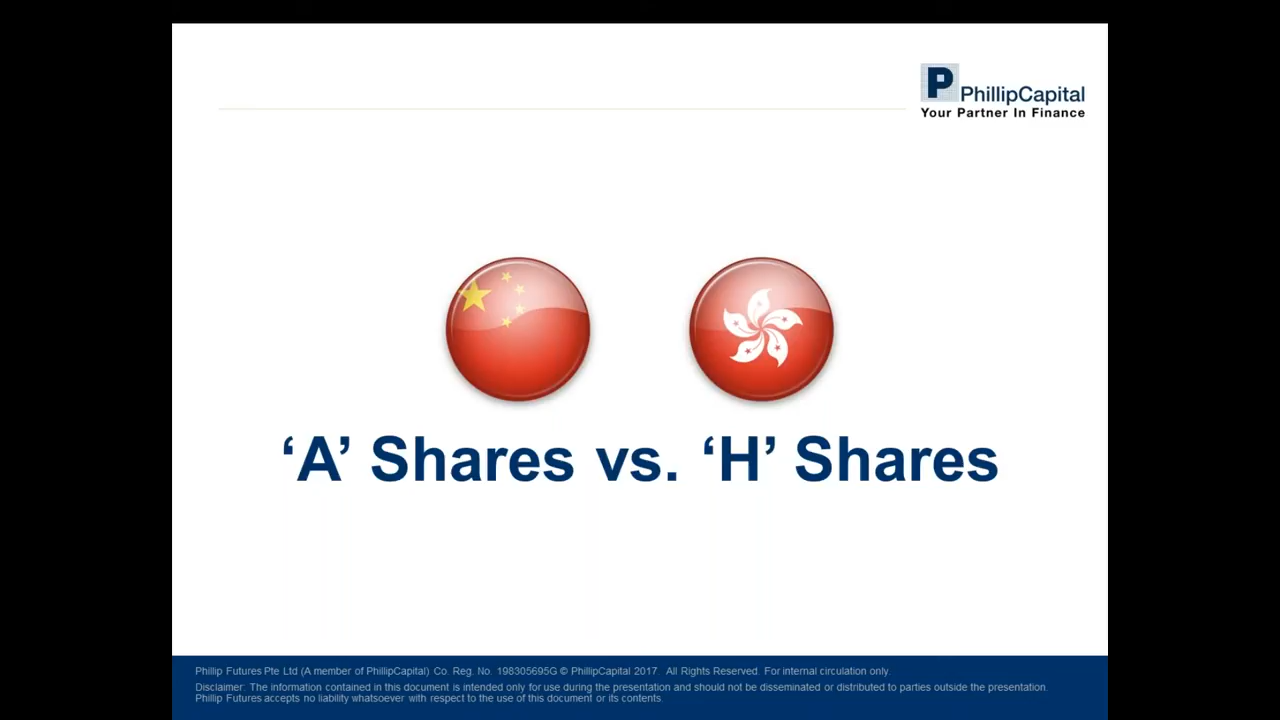 PhillipCapital
Your Partner In Finance
‘A’ Shares vs. ‘H’ Shares
Phillip Futures Pte Ltd (A member of PhillipCapital) Co. Reg. No. 198305695G © PhillipCapital 2017. All Rights Reserved. For internal circulation only.
Disclaimer: The information contained in this document is intended only for use during the presentation and should not be disseminated or distributed to parties outside the presentation.
Phillip Futures accepts no liability whatsoever with respect to the use of this document or its contents.